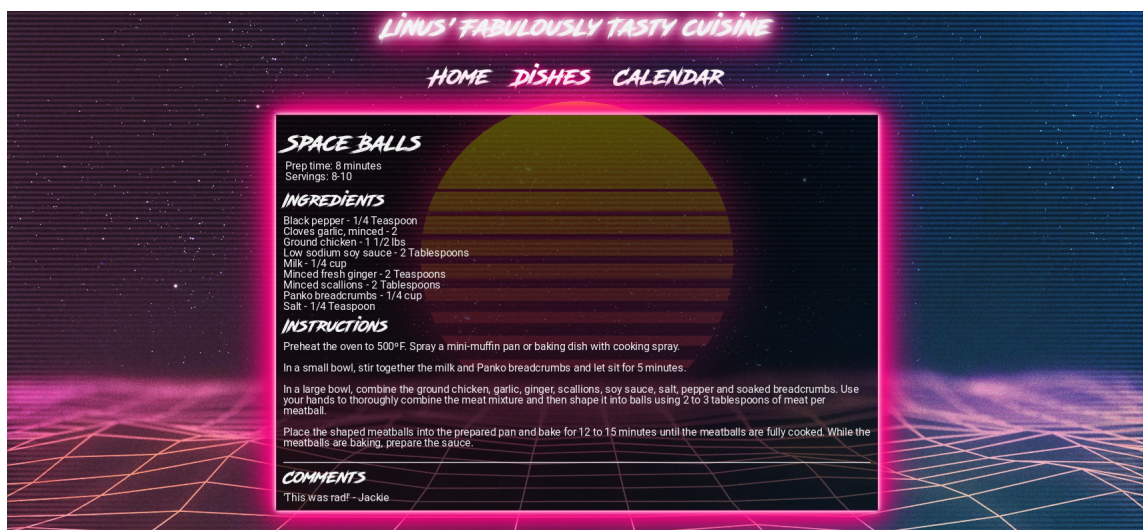 Linus' Fabulously Tasty Cuisine
Home Dishes Calendar
Space Balls
Prep time: 8 minutes
Servings: 8-10
Ingredients
Black pepper - 1/4 Teaspoon
Cloves garlic, minced - 2
Ground chicken - 1 1/2 lbs
Low sodium soy sauce - 2 Tablespoons
Milk - 1/4 cup
Minced fresh ginger - 2 Teaspoons
Minced scallions - 2 Tablespoons
Panko breadcrumbs - 1/4 cup
Salt - 1/4 Teaspoon
Instructions
Preheat the oven to 500°F. Spray a mini-muffin pan or baking dish with cooking spray.
In a small bowl, stir together the milk and Panko breadcrumbs and let sit for 5 minutes.
In a large bowl, combine the ground chicken, garlic, ginger, scallions, soy sauce, salt, pepper and soaked breadcrumbs. Use
your hands to thoroughly combine the meat mixture and then shape it into balls using 2 to 3 tablespoons of meat per
meatball.
Place the shaped meatballs into the prepared pan and bake for 12 to 15 minutes until the meatballs are fully cooked. While the
meatballs are baking, prepare the sauce.
Comments
'This was rad!' - Jackie